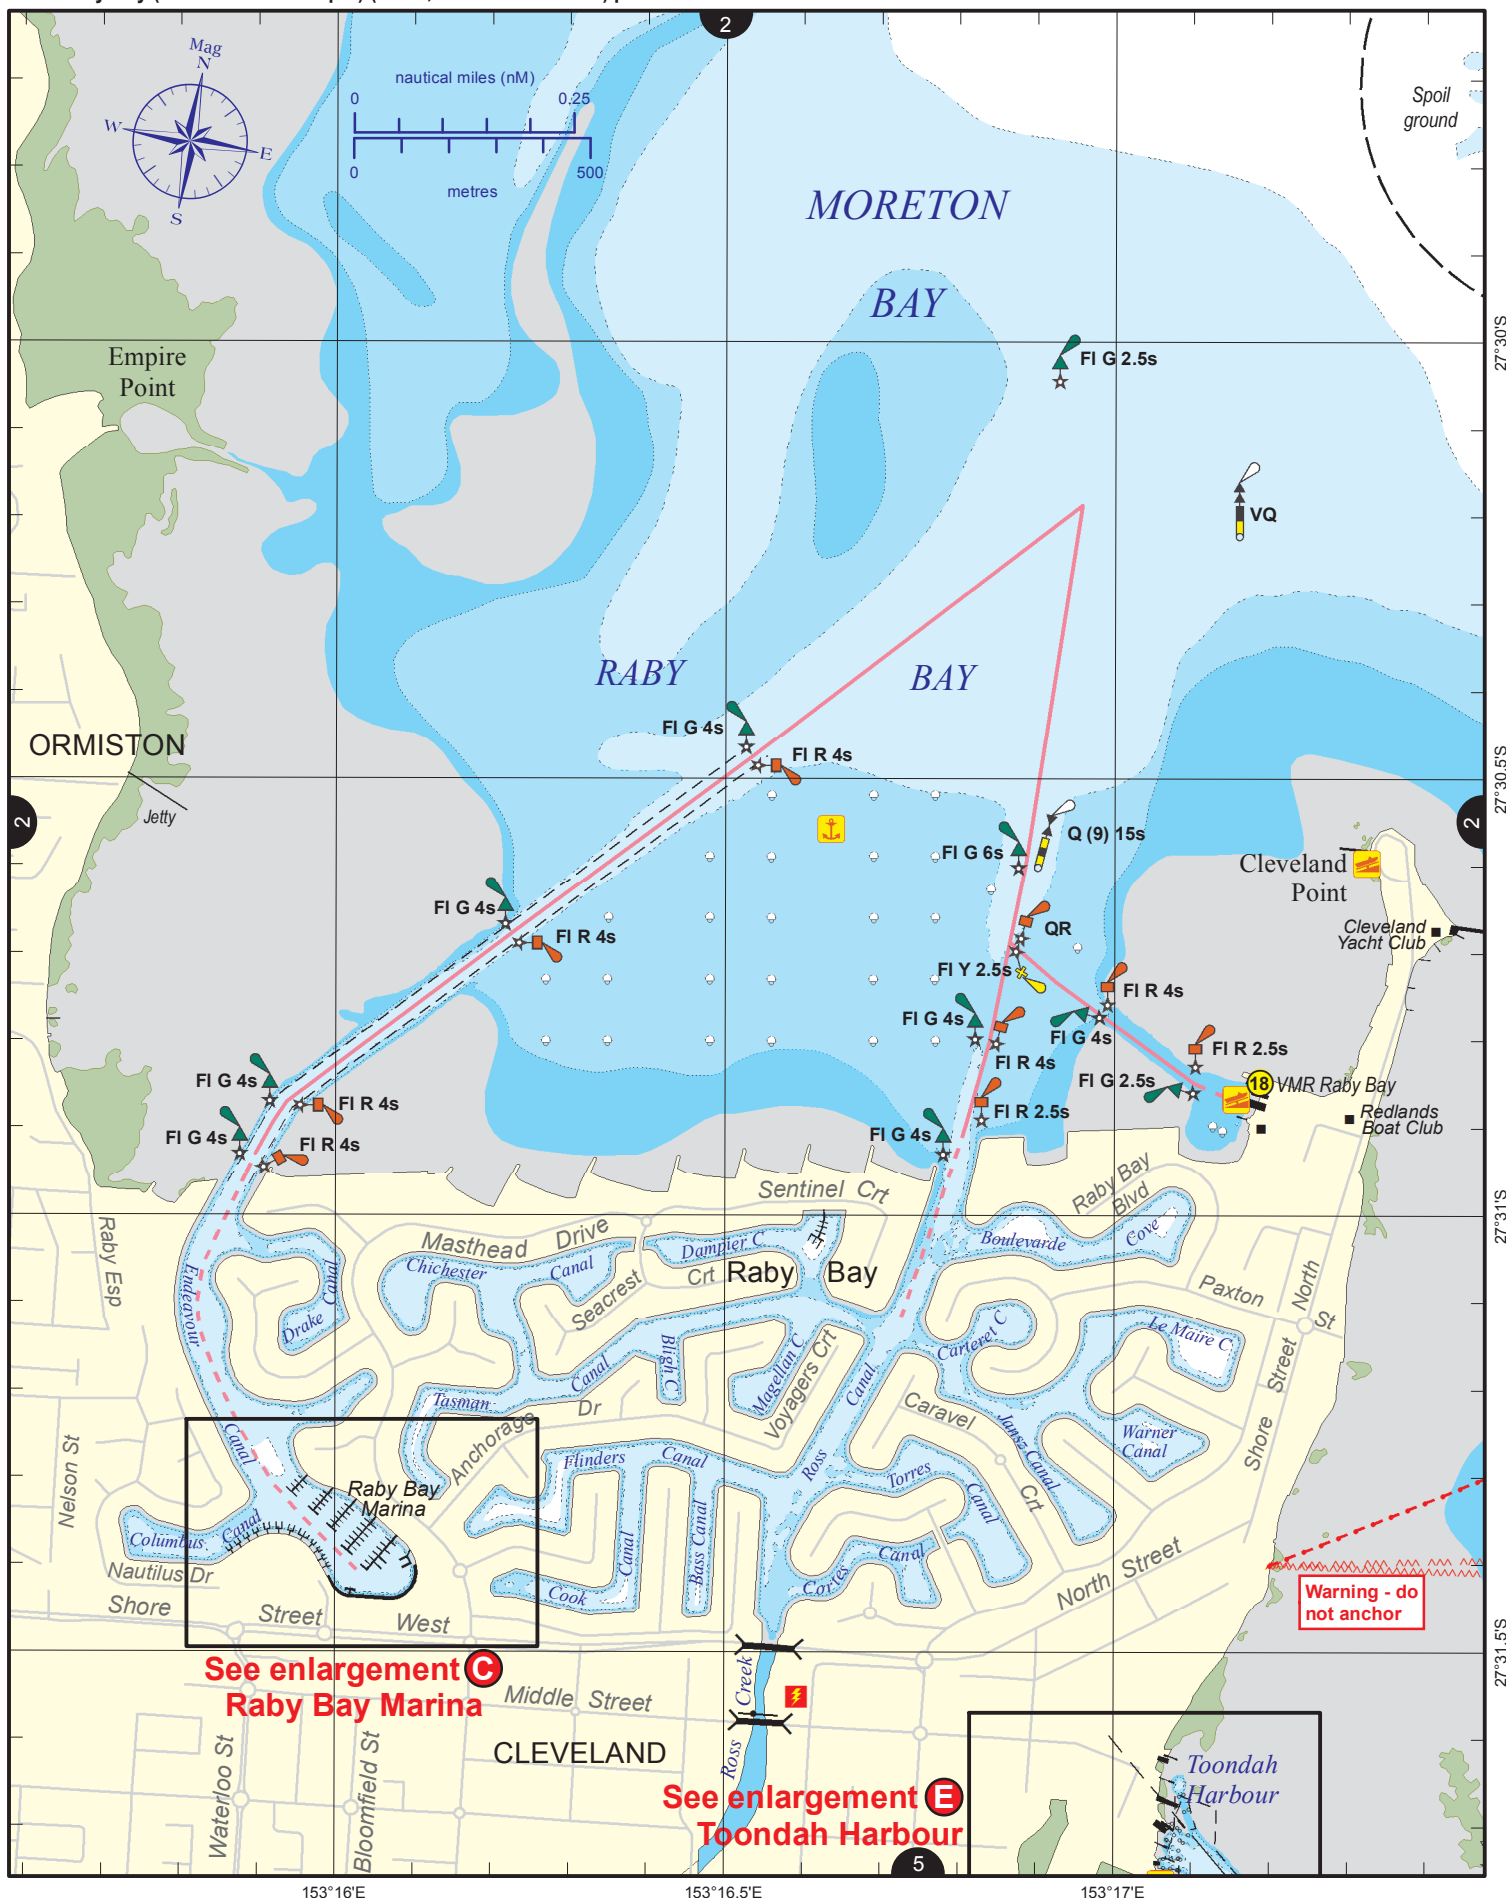 2
Mag
N
W
E
S
nautical miles (nM)
0
0.25
0
500
metres
Spoil
ground
MORETON
BAY
Empire
Point
Fl G 2.5s
27°30'S
VQ
RABY
BAY
Fl G 4s
Fl R 4s
ORMISTON
Jetty
27°30.5'S
2
2
Q (9) 15s
Fl G 6s
Cleveland
Point
Fl G 4s
Fl R 4s
QR
Cleveland
Yacht Club
Fl Y 2.5s
Fl R 4s
Fl G 4s
Fl G 4s
Fl R 4s
Fl R 2.5s
Fl G 2.5s
18
VMR Raby Bay
Fl G 4s
Fl R 4s
Fl R 2.5s
Redlands
Boat Club
Fl G 4s
Fl R 4s
Fl G 4s
Raby Bay
Blvd
Sentinel Crt
27°31'S
Raby Esp
Masthead Drive
Dampier C
Boulevarde
Cove
Endeavour
Canal
Drake
Canal
Chichester
Canal
Seacrest
Crt
Raby Bay
Paxton
St
North
Street
Shore
Le Maire C
Carteret C
Bligh C
Magellan C
Voyagers Crt
Canal
Ross
Tasman
Canal
Anchorage
Dr
Caravel
Crt
Jansz Canal
Warner
Canal
Nelson St
Flinders
Canal
Torres
Canal
Raby Bay
Marina
Columbus
Canal
Nautilus Dr
Bass Canal
Canal
Cook
Cortes
Canal
North Street
Shore
Street
West
Warning - do
not anchor
27°31.5'S
See enlargement C
Raby Bay Marina
Middle Street
Creek
Ross
CLEVELAND
Waterloo St
Bloomfield St
See enlargement E
Toondah Harbour
Toondah
Harbour
5
153°16'E
153°16.5'E
153°17'E